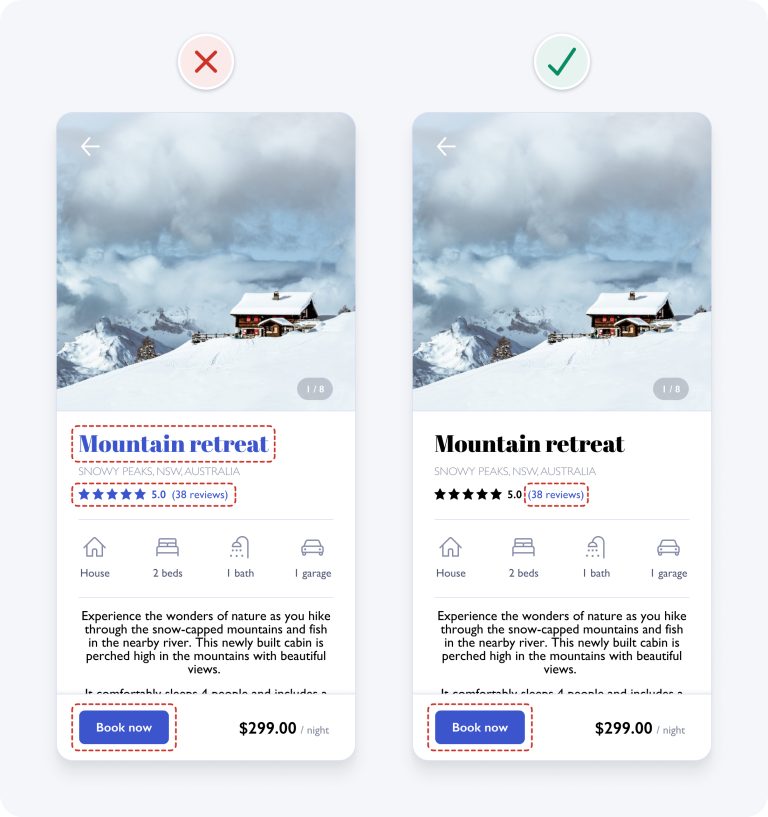 1 / 8
Mountain retreat
SNOWY PEAKS, NSW, AUSTRALIA
5.0 (38 reviews)
House
2 beds
1 bath
1 garage
Experience the wonders of nature as you hike
through the snow-capped mountains and fish
in the nearby river. This newly built cabin is
perched high in the mountains with beautiful
views.
It comfortably sleeps 4 people and includes a
Book now
$299.00 / night
1 / 8
Mountain retreat
SNOWY PEAKS, NSW, AUSTRALIA
5.0 (38 reviews)
House
2 beds
1 bath
1 garage
Experience the wonders of nature as you hike
through the snow-capped mountains and fish
in the nearby river. This newly built cabin is
perched high in the mountains with beautiful
views.
It comfortably sleeps 4 people and includes a
Book now
$299.00 / night